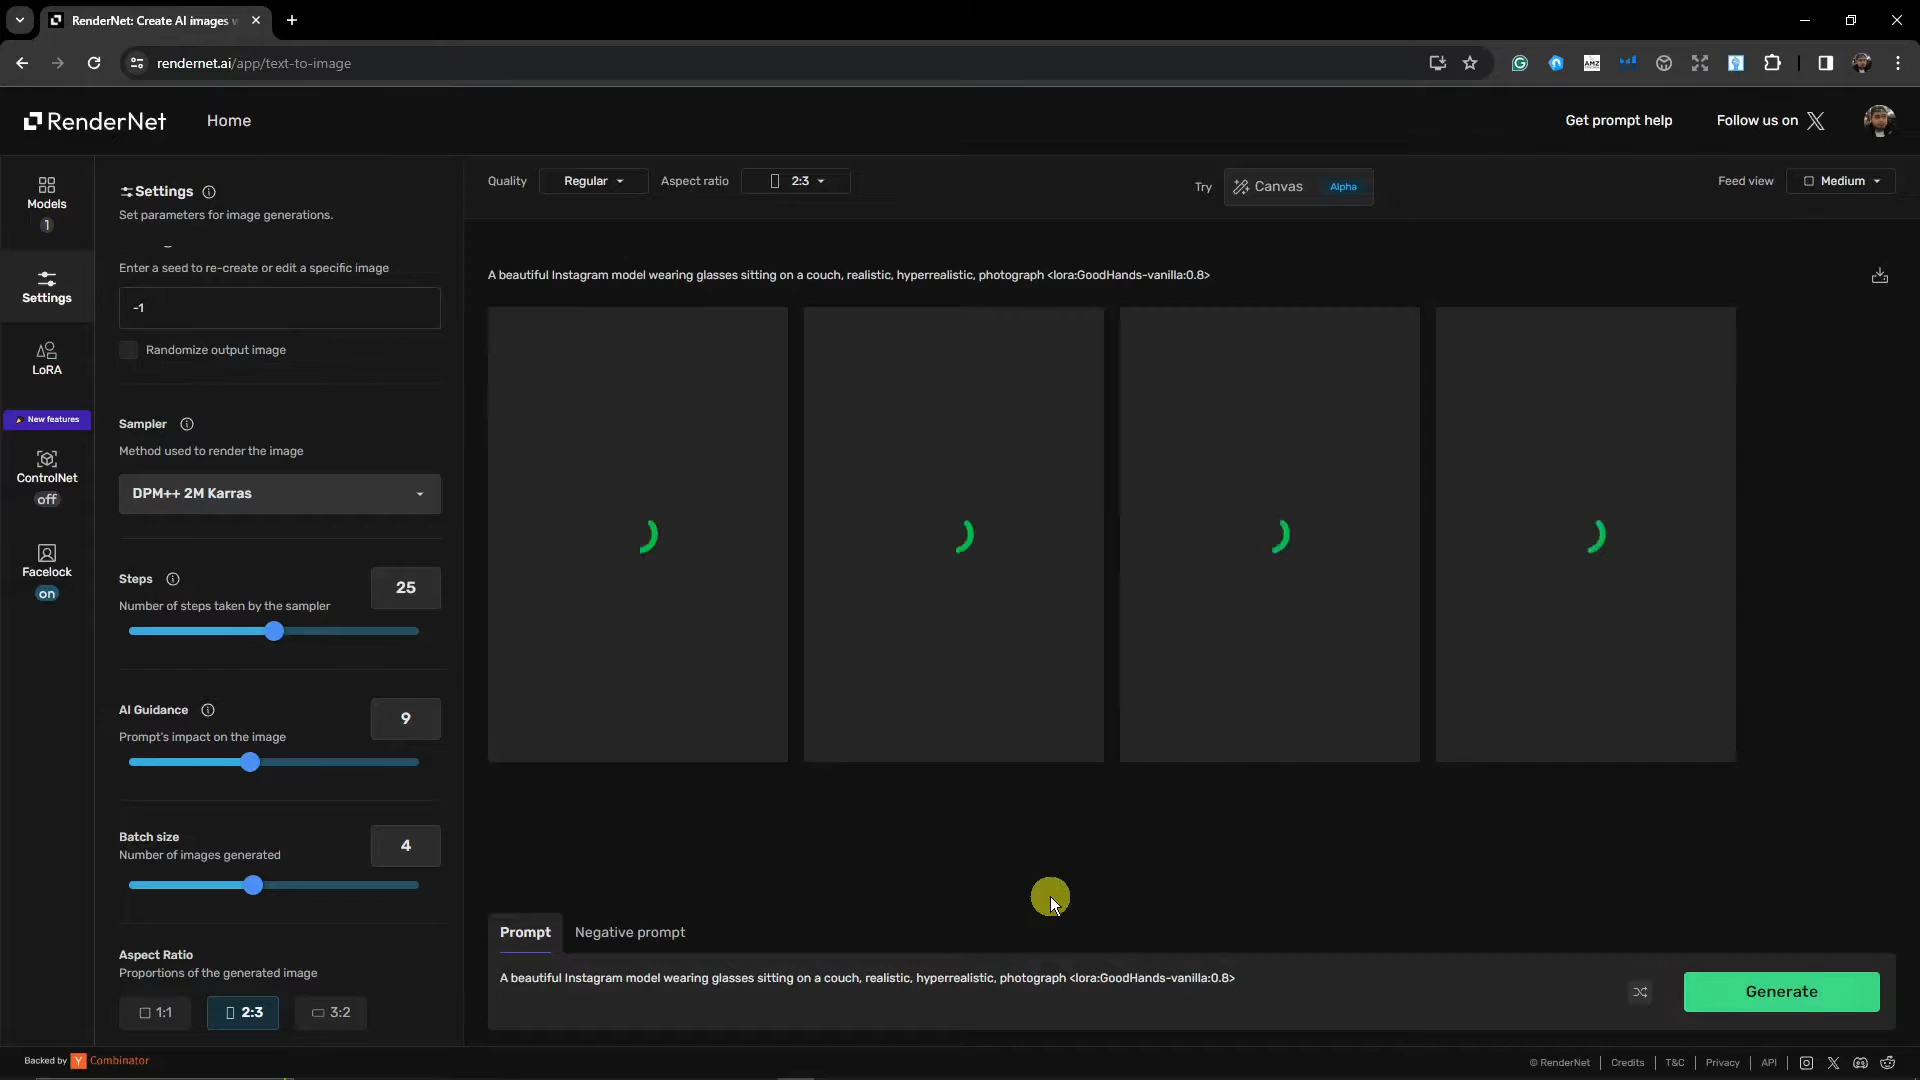 RenderNet: Create AI images w
rendernet.ai/app/text-to-image
AMZ
RenderNet
Home
Get prompt help
Follow us on X
Models
1
Settings
LoRA
New features
ControlNet
off
Facelock
on
Settings
Set parameters for image generations.
Enter a seed to re-create or edit a specific image
-1
Randomize output image
Sampler
Method used to render the image
DPM++ 2M Karras
Steps
25
Number of steps taken by the sampler
AI Guidance
9
Prompt's impact on the image
Batch size
4
Number of images generated
Aspect Ratio
Proportions of the generated image
1:1
2:3
3:2
Quality
Regular
Aspect ratio
2:3
Try
Canvas
Alpha
Feed view
Medium
A beautiful Instagram model wearing glasses sitting on a couch, realistic, hyperrealistic, photograph <lora:GoodHands-vanilla:0.8>
Prompt
Negative prompt
A beautiful Instagram model wearing glasses sitting on a couch, realistic, hyperrealistic, photograph <lora:GoodHands-vanilla:0.8>
Generate
Backed by Y Combinator
© RenderNet
Credits
T&C
Privacy
API